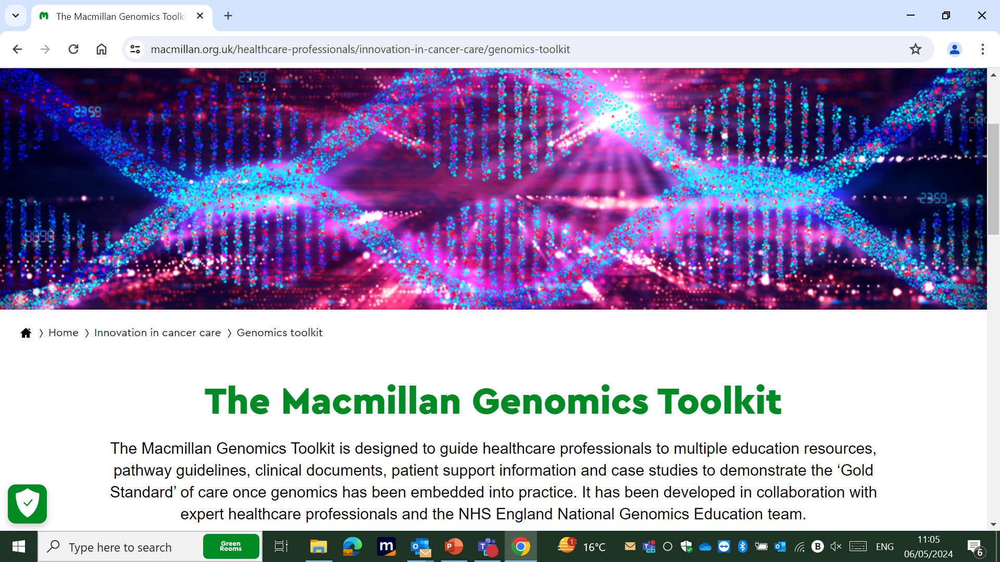 The Macmillan Genomics Toolki
macmillan.org.uk/healthcare-professionals/innovation-in-cancer-care/genomics-toolkit
2359
2359
2359
9898
Home
Innovation in cancer care
Genomics toolkit
The Macmillan Genomics Toolkit
The Macmillan Genomics Toolkit is designed to guide healthcare professionals to multiple education resources,
pathway guidelines, clinical documents, patient support information and case studies to demonstrate the ‘Gold
Standard’ of care once genomics has been embedded into practice. It has been developed in collaboration with
expert healthcare professionals and the NHS England National Genomics Education team.
Type here to search
Green
Rooms
1
16°C
NEW
ENG
11:05
06/05/2024
6